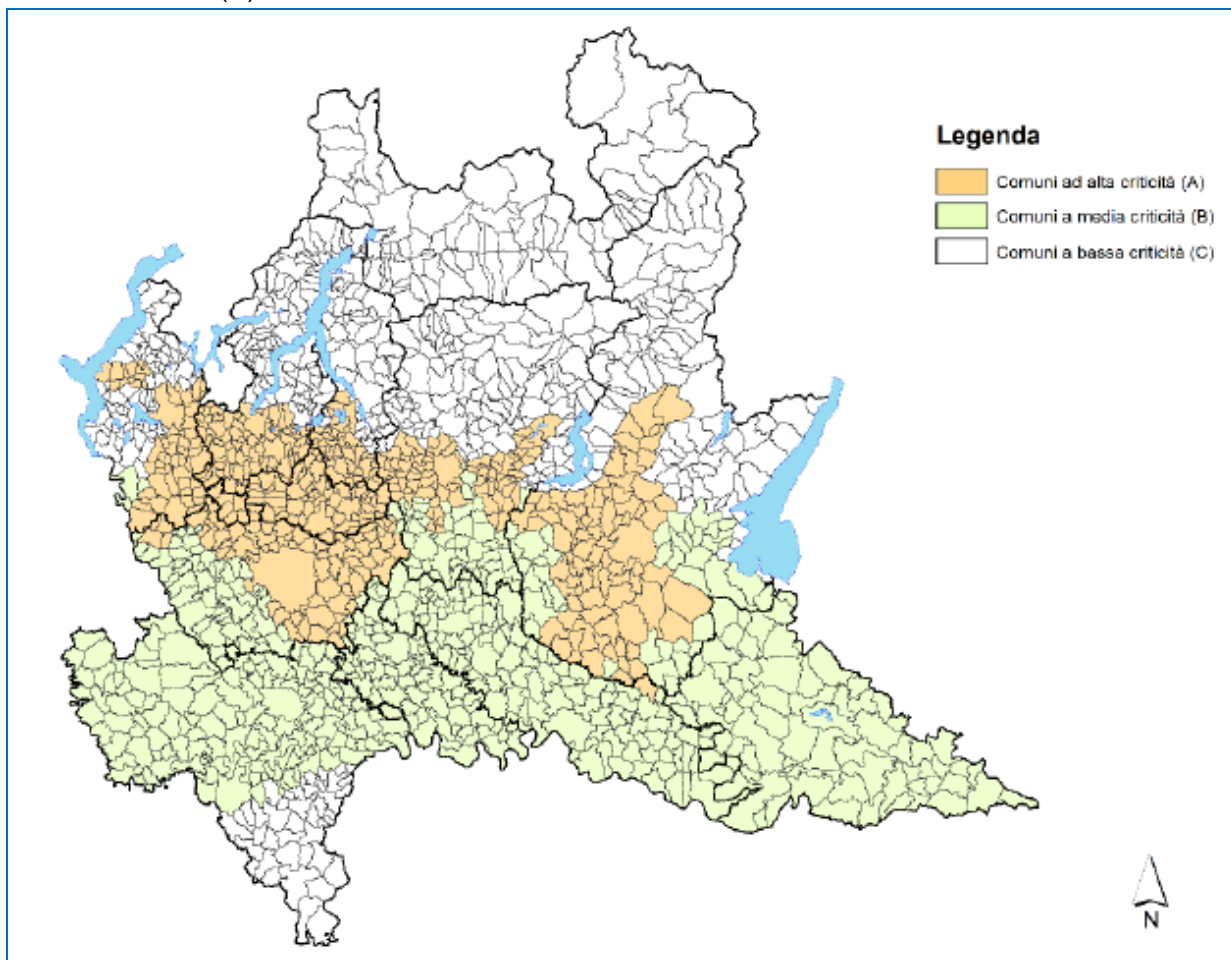 Legenda
Comuni ad alta criticità (A)
Comuni a media criticità (B)
Comuni a bassa criticità (C)
N